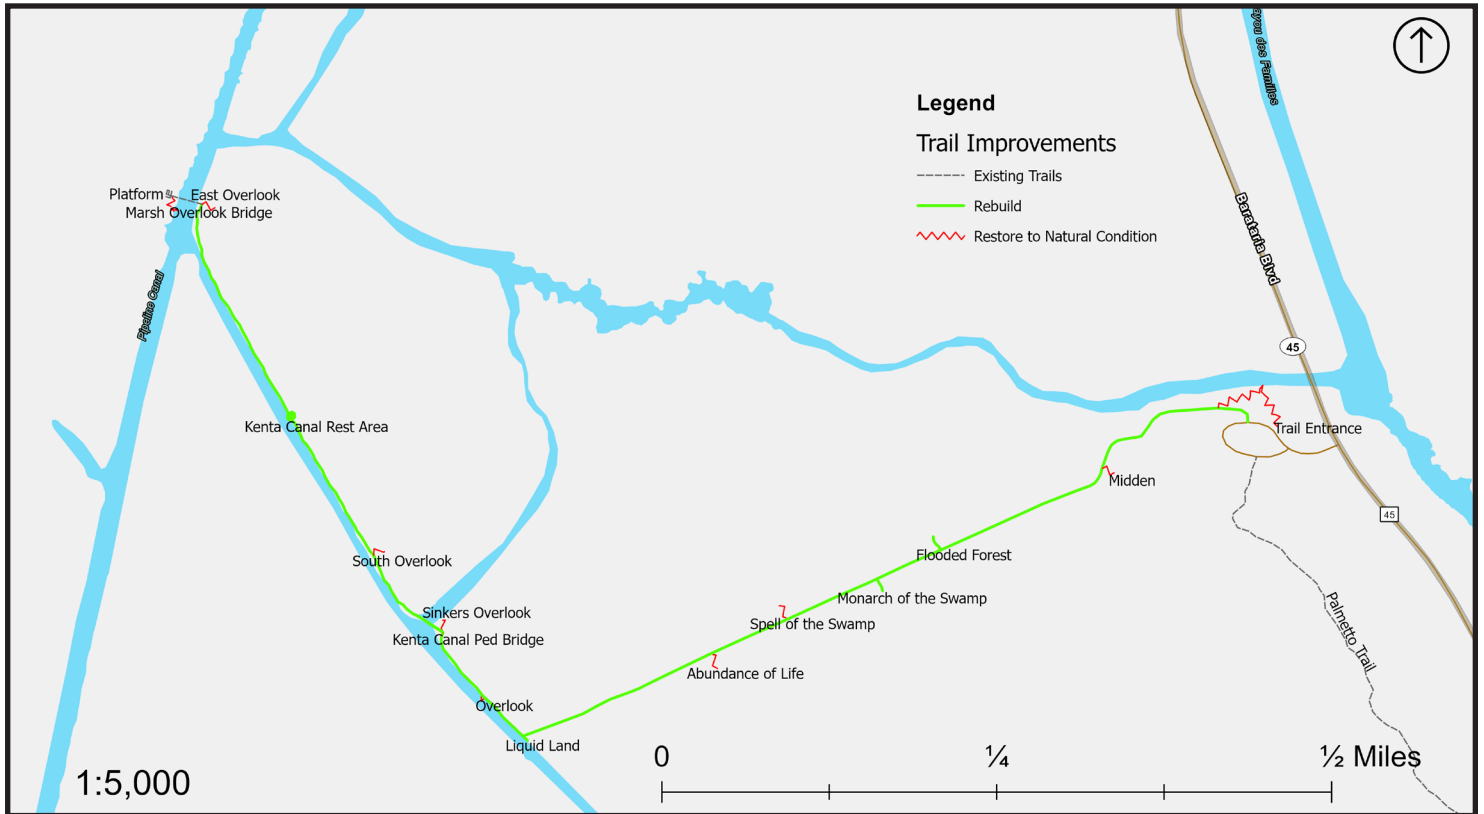 ayou des Familles
Legend
Trail Improvements
Existing Trails
Rebuild
Restore to Natural Condition
Platform
East Overlook
Marsh Overlook Bridge
Barataria Blvd
Pipeline Canal
45
Kenta Canal Rest Area
Trail Entrance
Midden
45
South Overlook
Flooded Forest
Monarch of the Swamp
Sinkers Overlook
Spell of the Swamp
Kenta Canal Ped Bridge
Palmetto Trail
Abundance of Life
Overlook
Liquid Land
0 ¼ ½ Miles
1:5,000